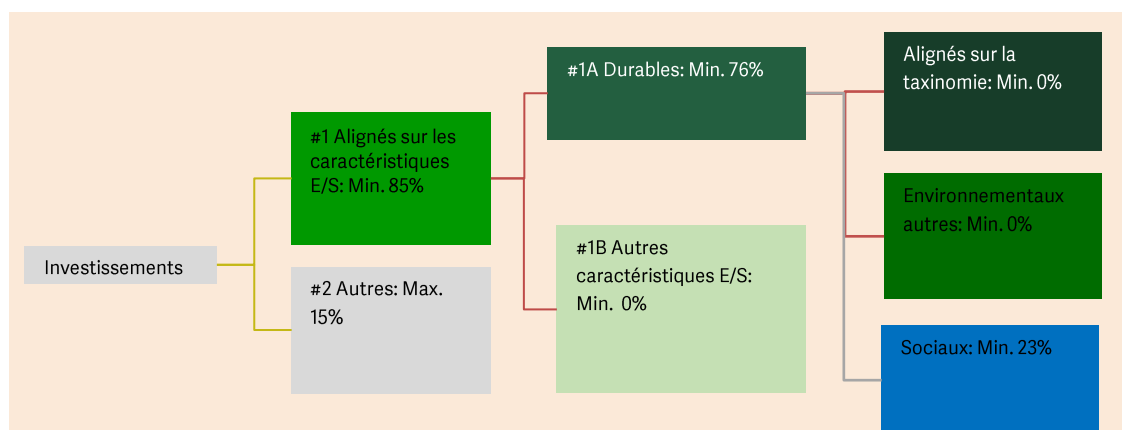 Investissements
#1 Alignés sur les
caractéristiques
E/S: Min. 85%
#2 Autres: Max.
15%
#1A Durables: Min. 76%
#1B Autres
caractéristiques E/S:
Min. 0%
Alignés sur la
taxinomie: Min. 0%
Environnementaux
autres: Min. 0%
Sociaux: Min. 23%